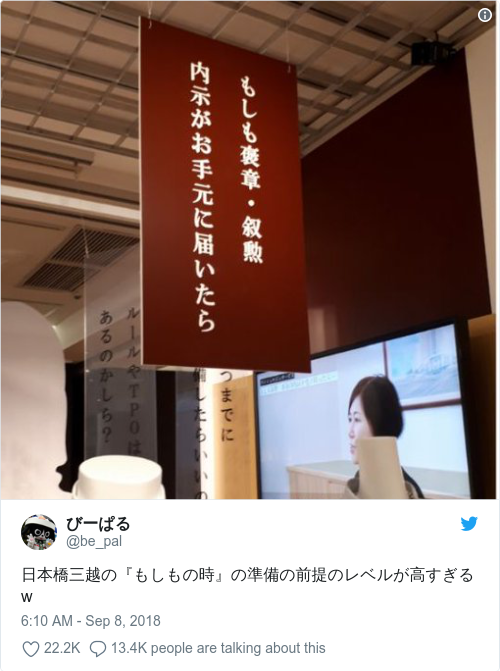 もしも褒章・叙勲
内示がお手元に届いたら
つまでに
備したらいい
ルールやTPOは
あるのかしら？
びーぱる
@be_pal
日本橋三越の『もしもの時』の準備の前提のレベルが高すぎる
w
6:10 AM - Sep 8, 2018
22.2K
13.4K people are talking about this